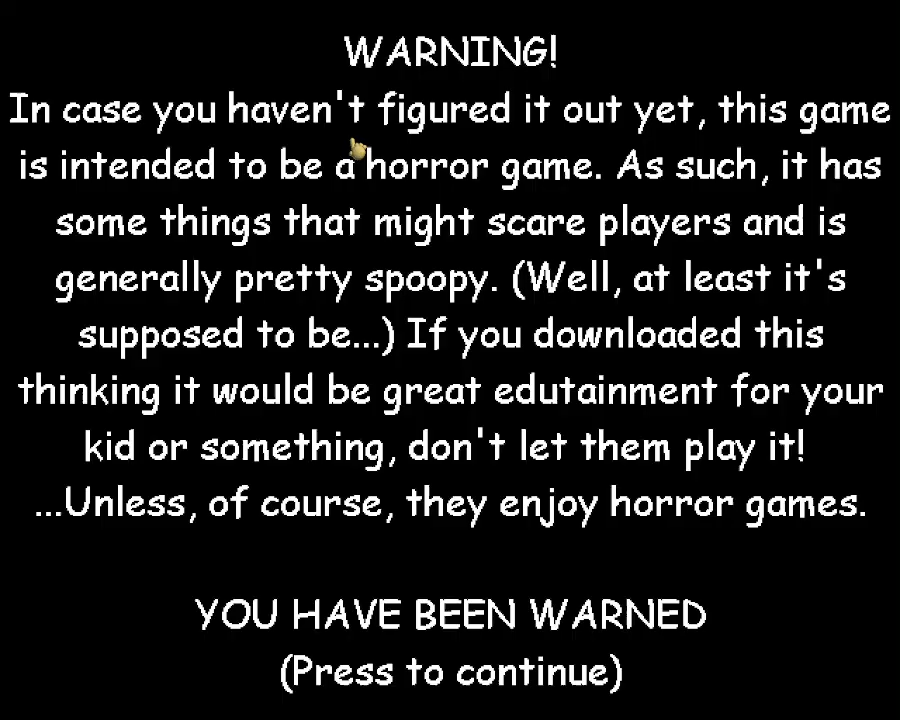 WARNING!
In case you haven't figured it out yet, this game
is intended to be a horror game. As such, it has
some things that might scare players and is
generally pretty spoopy. (Well, at least it's
supposed to be...) If you downloaded this
thinking it would be great edutainment for your
kid or something, don't let them play it!
...Unless, of course, they enjoy horror games.
YOU HAVE BEEN WARNED
(Press to continue)